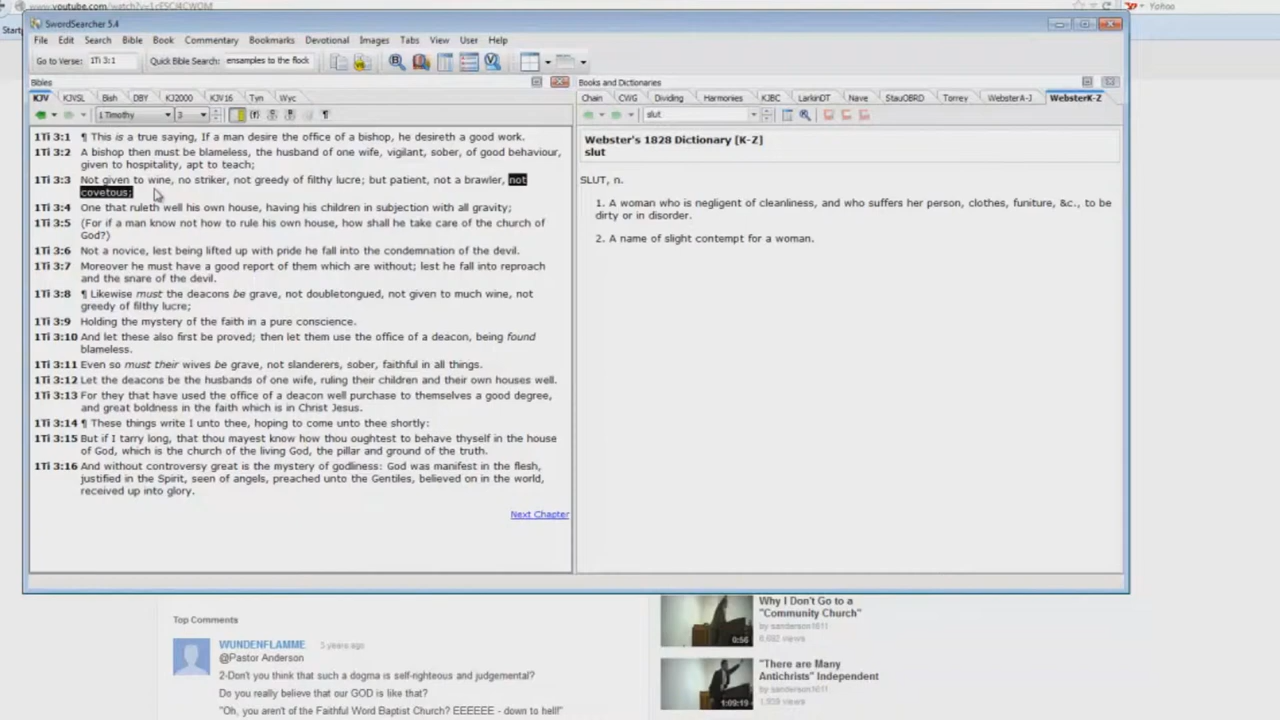 www.youtube.com/watch?v=1cESCJ4CWOM
Yahoo
SwordSearcher 5.4
File Edit Search Bible Book Commentary Bookmarks Devotional Images Tabs View User Help
Go to Verse: 1Ti 3:1 Quick Bible Search: ensamples to the flock
Bibles
KJV KJVSL Bish DBY KJ2000 KJV16 Tyn Wyc
1 Timothy 3
1Ti 3:1 ¶ This is a true saying, If a man desire the office of a bishop, he desireth a good work.
1Ti 3:2 A bishop then must be blameless, the husband of one wife, vigilant, sober, of good behaviour,
given to hospitality, apt to teach;
1Ti 3:3 Not given to wine, no striker, not greedy of filthy lucre; but patient, not a brawler, not
covetous;
1Ti 3:4 One that ruleth well his own house, having his children in subjection with all gravity;
1Ti 3:5 (For if a man know not how to rule his own house, how shall he take care of the church of
God?)
1Ti 3:6 Not a novice, lest being lifted up with pride he fall into the condemnation of the devil.
1Ti 3:7 Moreover he must have a good report of them which are without; lest he fall into reproach
and the snare of the devil.
1Ti 3:8 ¶ Likewise must the deacons be grave, not doubletongued, not given to much wine, not
greedy of filthy lucre;
1Ti 3:9 Holding the mystery of the faith in a pure conscience.
1Ti 3:10 And let these also first be proved; then let them use the office of a deacon, being found
blameless.
1Ti 3:11 Even so must their wives be grave, not slanderers, sober, faithful in all things.
1Ti 3:12 Let the deacons be the husbands of one wife, ruling their children and their own houses well.
1Ti 3:13 For they that have used the office of a deacon well purchase to themselves a good degree,
and great boldness in the faith which is in Christ Jesus.
1Ti 3:14 ¶ These things write I unto thee, hoping to come unto thee shortly:
1Ti 3:15 But if I tarry long, that thou mayest know how thou oughtest to behave thyself in the house
of God, which is the church of the living God, the pillar and ground of the truth.
1Ti 3:16 And without controversy great is the mystery of godliness: God was manifest in the flesh,
justified in the Spirit, seen of angels, preached unto the Gentiles, believed on in the world,
received up into glory.
Next Chapter
Books and Dictionaries
Chain CWG Dividing Harmonies KJBC LarkinDT Nave StauOBRD Torrey WebsterA-J WebsterK-Z
slut
Webster's 1828 Dictionary [K-Z]
slut
SLUT, n.
1. A woman who is negligent of cleanliness, and who suffers her person, clothes, funiture, &c., to be
dirty or in disorder.
2. A name of slight contempt for a woman.
Top Comments
WUNDENFLAMME 3 years ago
@Pastor Anderson
2-Don't you think that such a dogma is self-righteous and judgemental?
Do you really believe that our GOD is like that?
"Oh, you aren't of the Faithful Word Baptist Church? EEEEEE - down to hell!"
0:56
Why I Don't Go to a
"Community Church"
by sanderson1611
views
1:09:19
"There are Many
Antichrists" Independent
by sanderson1611
views